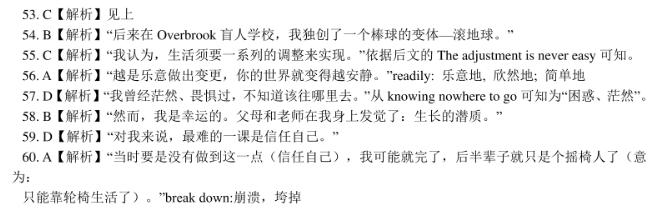 53. C【解析】见上
54. B【解析】“后来在 Overbrook 盲人学校，我独创了一个棒球的变体—滚地球。”
55. C【解析】“我认为，生活须要一系列的调整来实现。”依据后文的 The adjustment is never easy 可知。
56. A【解析】“越是乐意做出变更，你的世界就变得越安静。”readily: 乐意地, 欣然地; 简单地
57. D【解析】“我曾经茫然、畏惧过，不知道该往哪里去。”从 knowing nowhere to go 可知为“困惑、茫然”。
58. B【解析】“然而，我是幸运的。父母和老师在我身上发觉了：生长的潜质。”
59. D【解析】“对我来说，最难的一课是信任自己。”
60. A【解析】“当时要是没有做到这一点（信任自己），我可能就完了，后半辈子就只是个摇椅人了（意
为：
只能靠轮椅生活了）。”break down:崩溃，垮掉